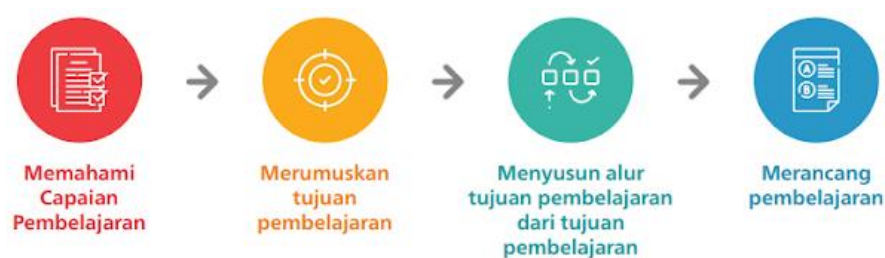 Memahami
Capaian
Pembelajaran
Merumuskan
tujuan
pembelajaran
Menyusun alur
tujuan pembelajaran
dari tujuan
pembelajaran
Merancang
pembelajaran
A
B